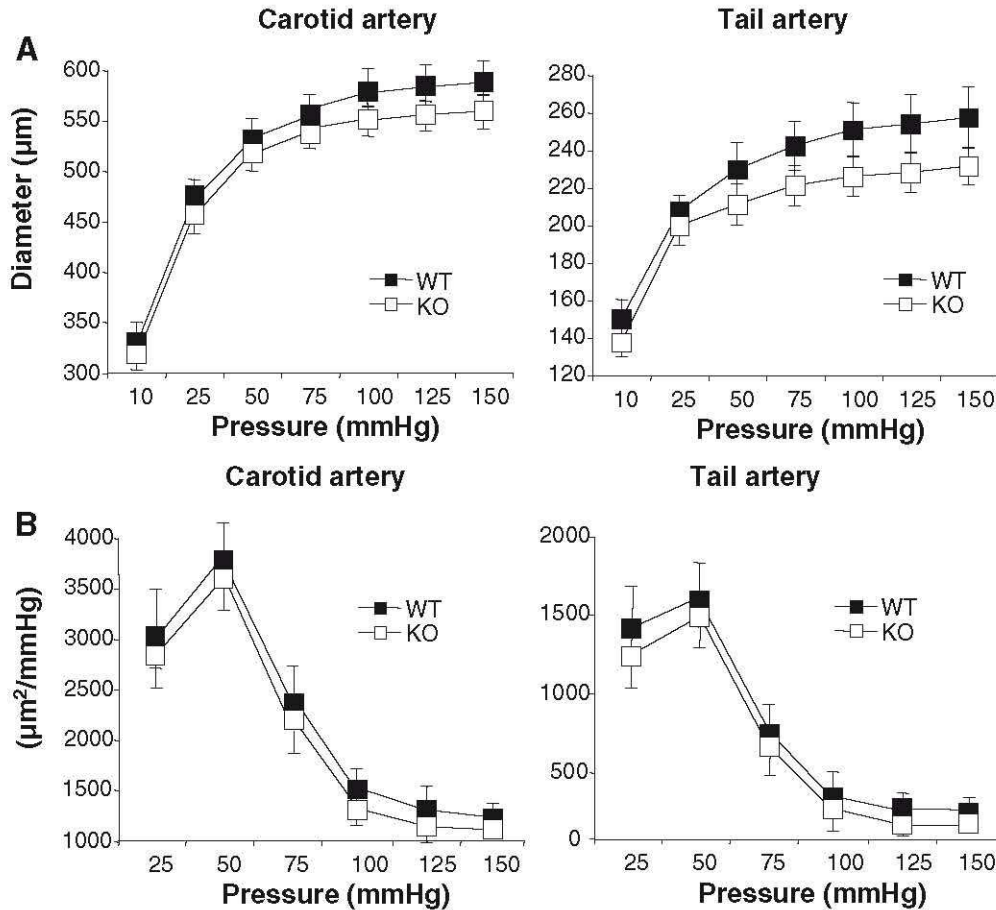 Carotid artery
Tail artery
A
Diameter (µm)
600
550
500
450
400
350
300
WT
KO
10 25 50 75 100 125 150
Pressure (mmHg)
280
260
240
220
200
180
160
140
120
WT
KO
10 25 50 75 100 125 150
Pressure (mmHg)
Carotid artery
Tail artery
B
(µm²/mmHg)
4000
3500
3000
2500
2000
1500
1000
WT
KO
25 50 75 100 125 150
Pressure (mmHg)
2000
1500
1000
500
0
WT
KO
25 50 75 100 125 150
Pressure (mmHg)